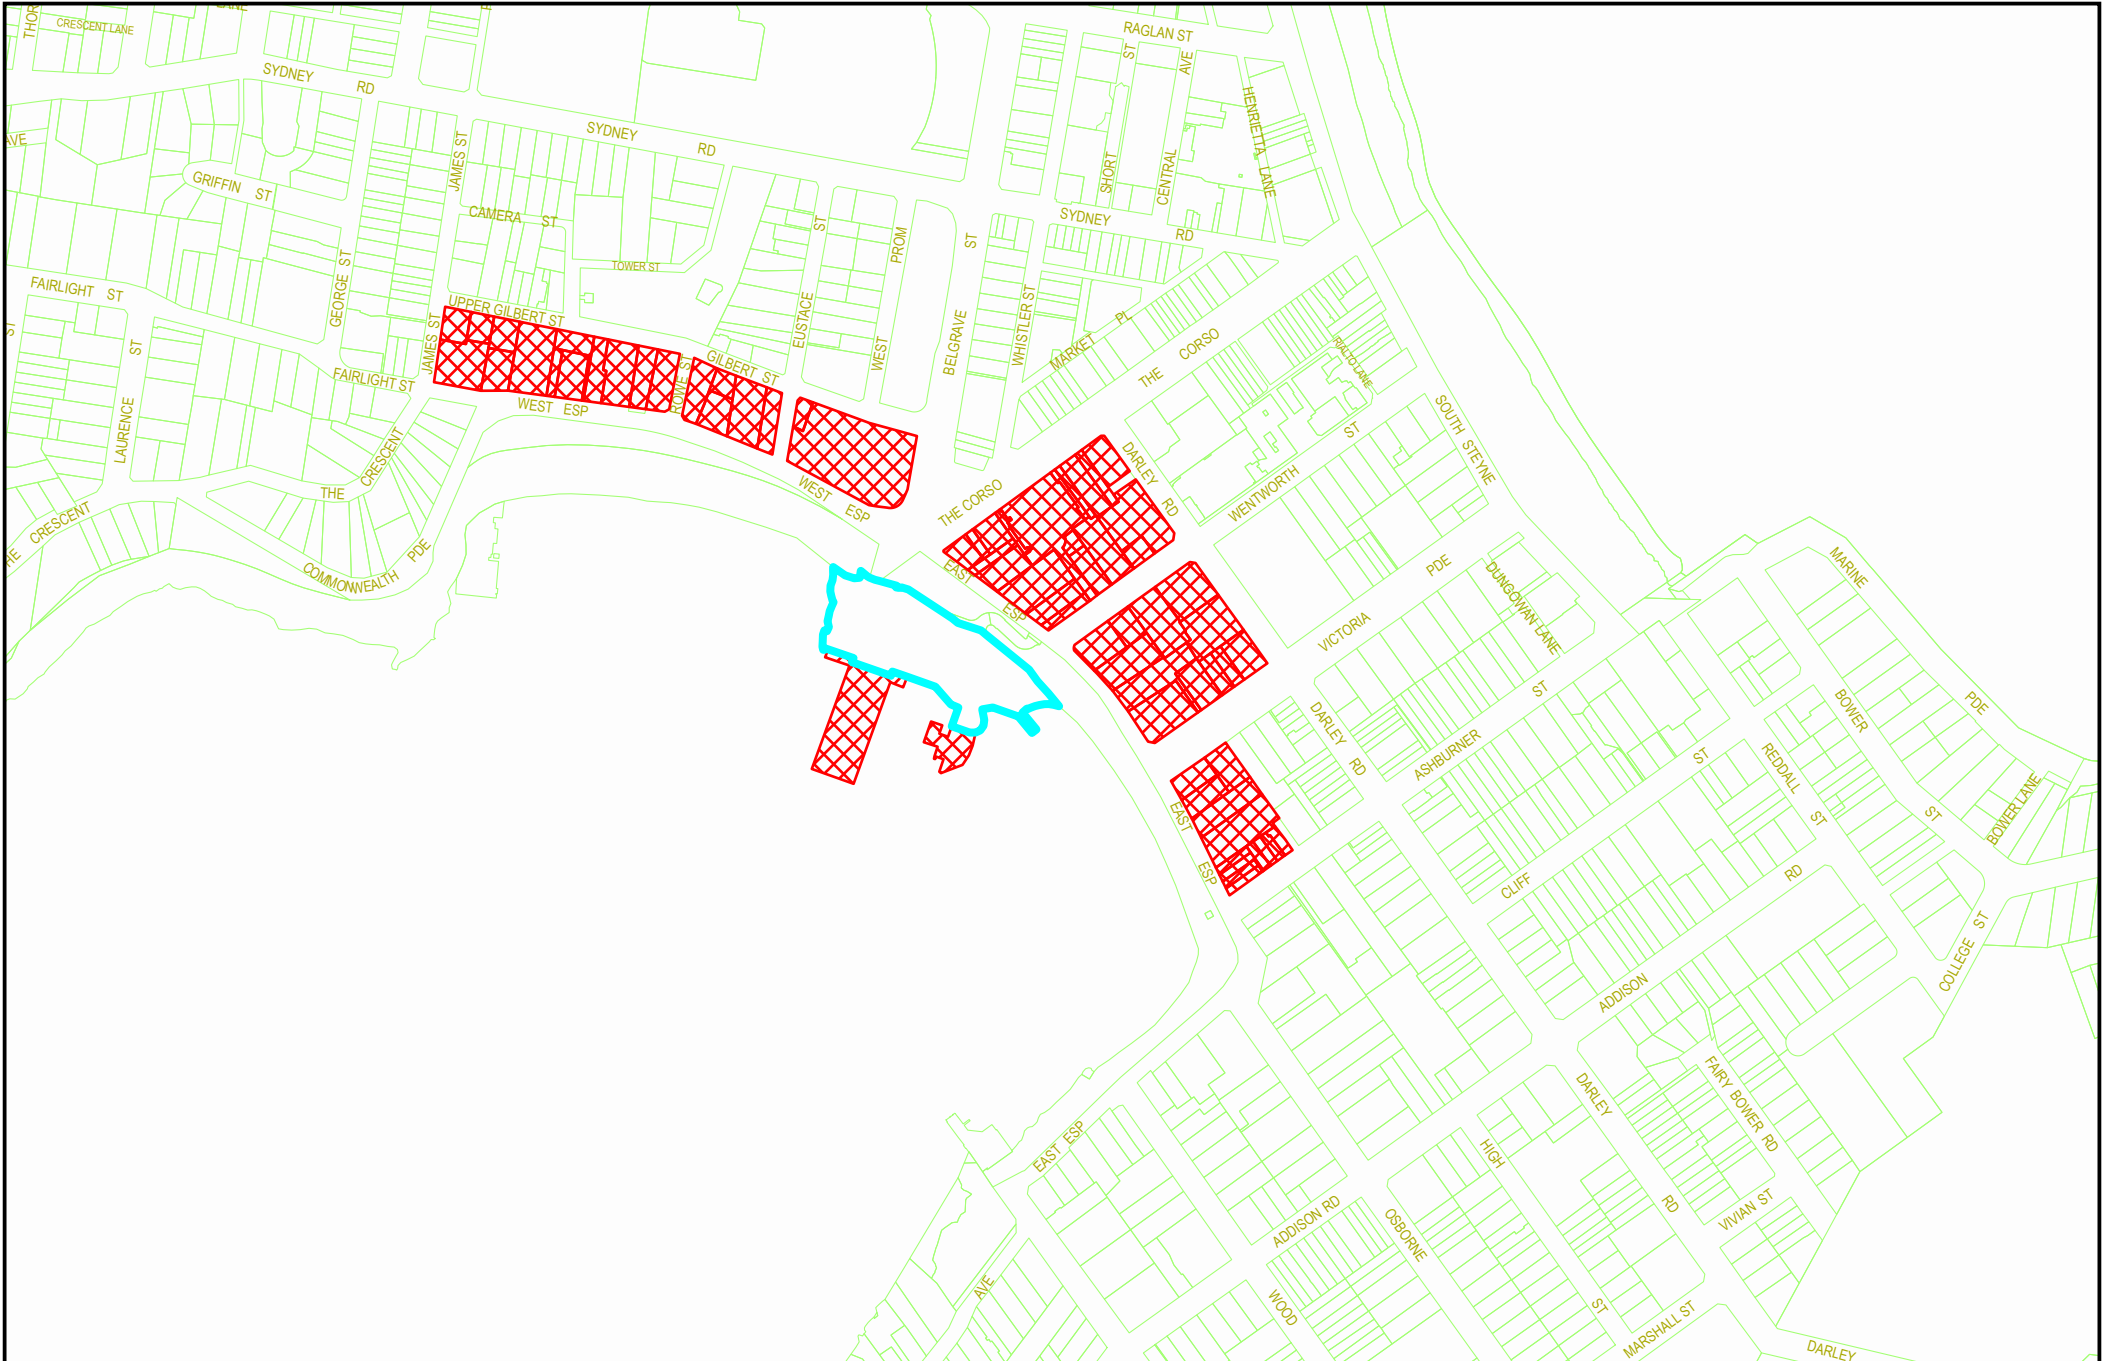 THOR
CRESCENT LANE
LANE
RAGLAN ST
SYDNEY RD
ST
AVE
HENRIETTA LANE
AVE
SYDNEY RD
JAMES ST
GRIFFIN ST
CAMERA ST
SHORT
CENTRAL
SYDNEY RD
ST
PROM
ST
TOWER ST
GEORGE ST
FAIRLIGHT ST
UPPER GILBERT ST
EUSTACE
WEST
BELGRAVE
WHISTLER ST
MARKET PL
THE CORSO
RIALTO LANE
ST
ST
JAMES ST
GILBERT ST
ROWE ST
FAIRLIGHT ST
WEST ESP
LAURENCE
SOUTH STEYNE
ST
DARLEY RD
WENTWORTH
THE CRESCENT
THE CORSO
WEST ESP
THE CRESCENT
COMMONWEALTH PDE
EAST ESP
VICTORIA PDE
DUNGOWAN LANE
MARINE PDE
DARLEY RD
ASHBURNER ST
BOWER ST
REDDALL ST
BOWER LANE
EAST ESP
CLIFF ST
ADDISON RD
COLLEGE ST
FAIRY BOWER RD
DARLEY RD
EAST ESP
HIGH ST
VIVIAN ST
ADDISON RD
OSBORNE
AVE
WOOD
MARSHALL ST
DARLEY